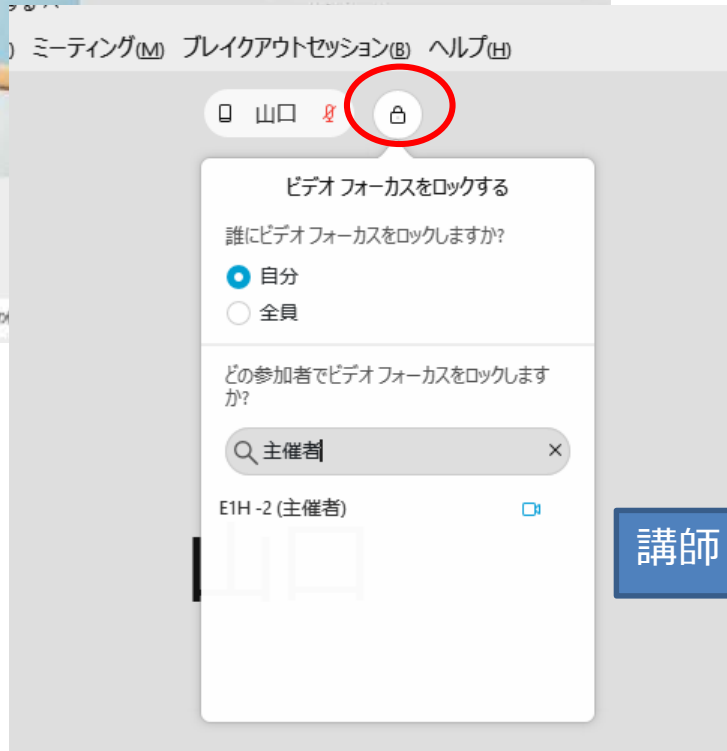 ミーティング(M) ブレイクアウトセッション(B) ヘルプ(H)
山口
ビデオ フォーカスをロックする
誰にビデオ フォーカスをロックしますか?
自分
全員
どの参加者でビデオ フォーカスをロックします
か?
主催者
E1H -2 (主催者)
山口
講師